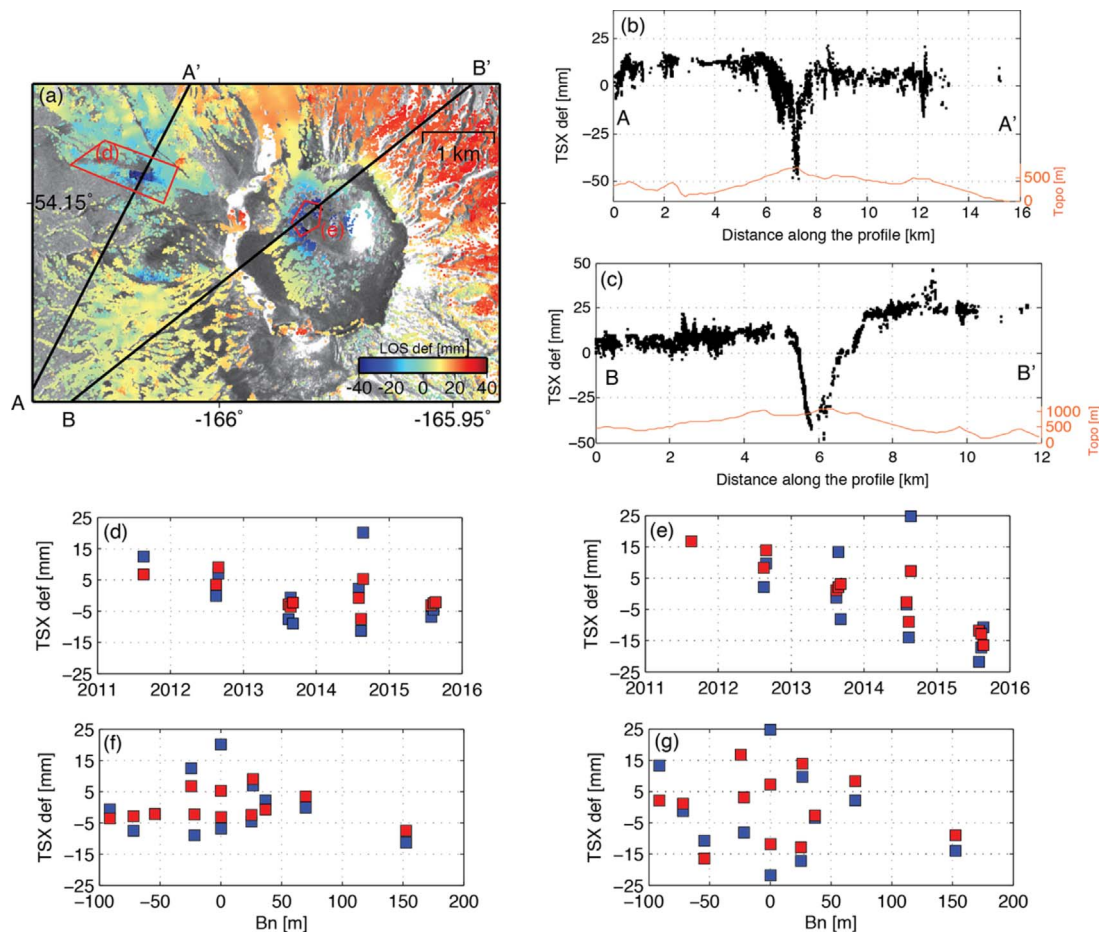 A' B' (b)
(a)
(d)
1 km
54.15°
(e)
LOS def [mm]
-40 -20 0 20 40
A
B
-166° -165.95°
25
0
−25
−50
TSX def [mm]
A A'
500
0
Topo [m]
0 2 4 6 8 10 12 14 16
Distance along the profile [km]
(c)
50
25
0
−25
−50
TSX def [mm]
B B'
1000
500
0
Topo [m]
0 2 4 6 8 10 12
Distance along the profile [km]
(d)
25
15
5
−5
−15
−25
TSX def [mm]
2011 2012 2013 2014 2015 2016
(e)
25
15
5
−5
−15
−25
TSX def [mm]
2011 2012 2013 2014 2015 2016
(f)
25
15
5
−5
−15
−25
TSX def [mm]
−100 −50 0 50 100 150 200
Bn [m]
(g)
25
15
5
−5
−15
−25
TSX def [mm]
−100 −50 0 50 100 150 200
Bn [m]